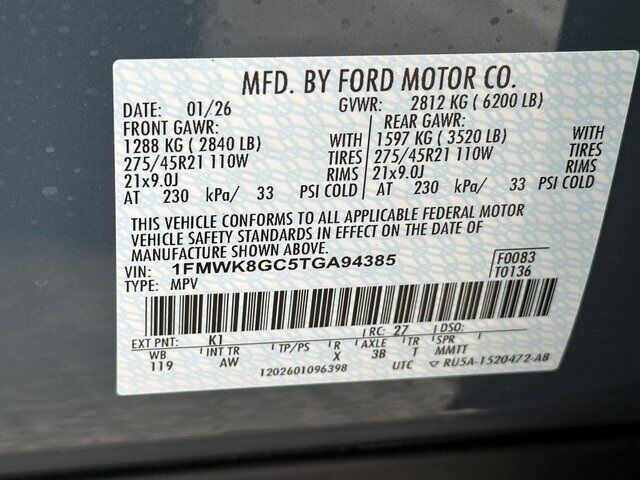 MFD. BY FORD MOTOR CO.
DATE: 01/26 GVWR: 2812 KG ( 6200 LB)
FRONT GAWR: REAR GAWR:
1288 KG ( 2840 LB) WITH 1597 KG ( 3520 LB) WITH
275/45R21 110W TIRES 275/45R21 110W TIRES
21x9.0J RIMS 21x9.0J RIMS
AT 230 kPa/ 33 PSI COLD AT 230 kPa/ 33 PSI COLD
THIS VEHICLE CONFORMS TO ALL APPLICABLE FEDERAL MOTOR
VEHICLE SAFETY STANDARDS IN EFFECT ON THE DATE OF
MANUFACTURE SHOWN ABOVE.
VIN: 1FMWK8GC5TGA94385 F0083
TYPE: MPV T0136
EXT PNT: K1 RC: 27 DSO:
WB INT TR TP/PS R AXLE TR SPR
119 AW X 3B T MMTT
1202601096398 UTC ▽ RU5A-1520472-AB